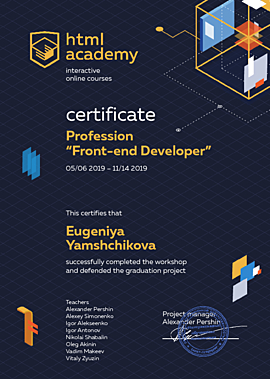 html
academy
interactive
online courses
certificate
Profession
“Front-end Developer”
05/06 2019 – 11/14 2019
This certifies that
Eugeniya
Yamshchikova
successfully completed the workshop
and defended the graduation project
Teachers
Alexander Pershin
Alexey Simonenko
Igor Alekseenko
Igor Antonov
Nikolai Shabalin
Oleg Akinin
Vadim Makeev
Vitaly Zyuzin
Project manager
Alexander Pershin